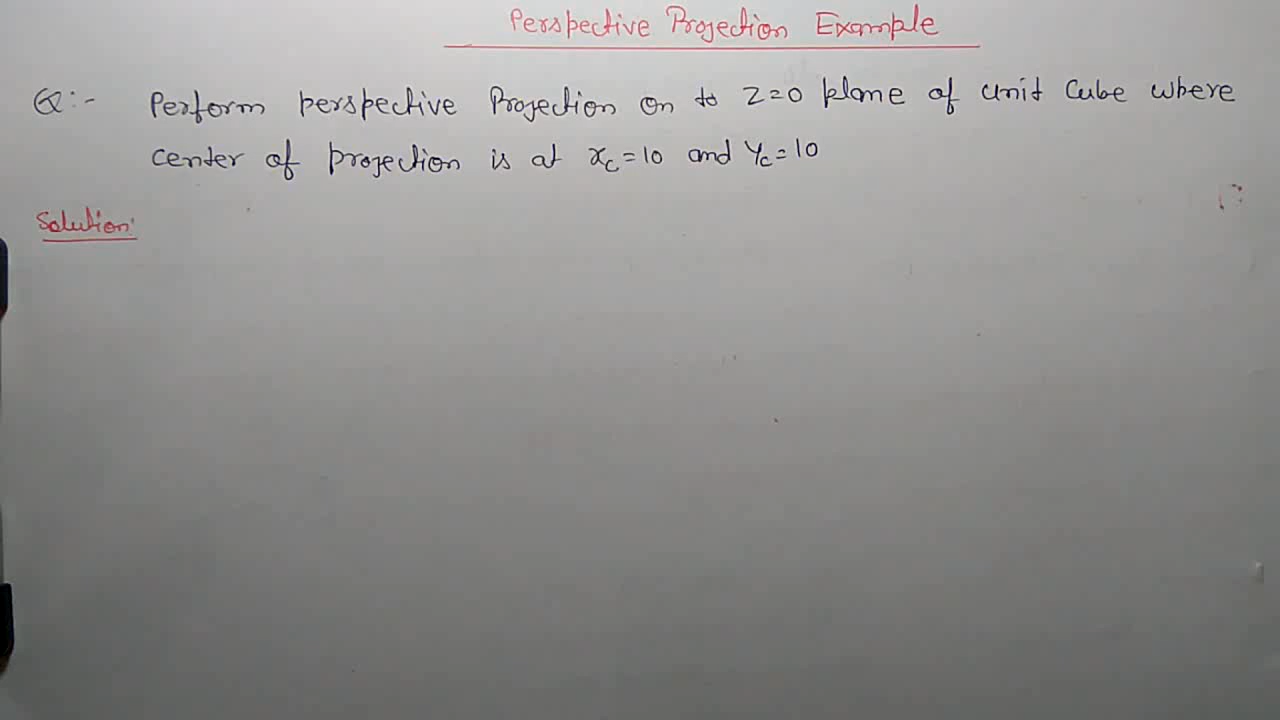 Perspective Projection Example
Q:- Perform perspective Projection on to Z=0 plane of unit Cube where
center of projection is at xc=10 and yc=10
Solution: